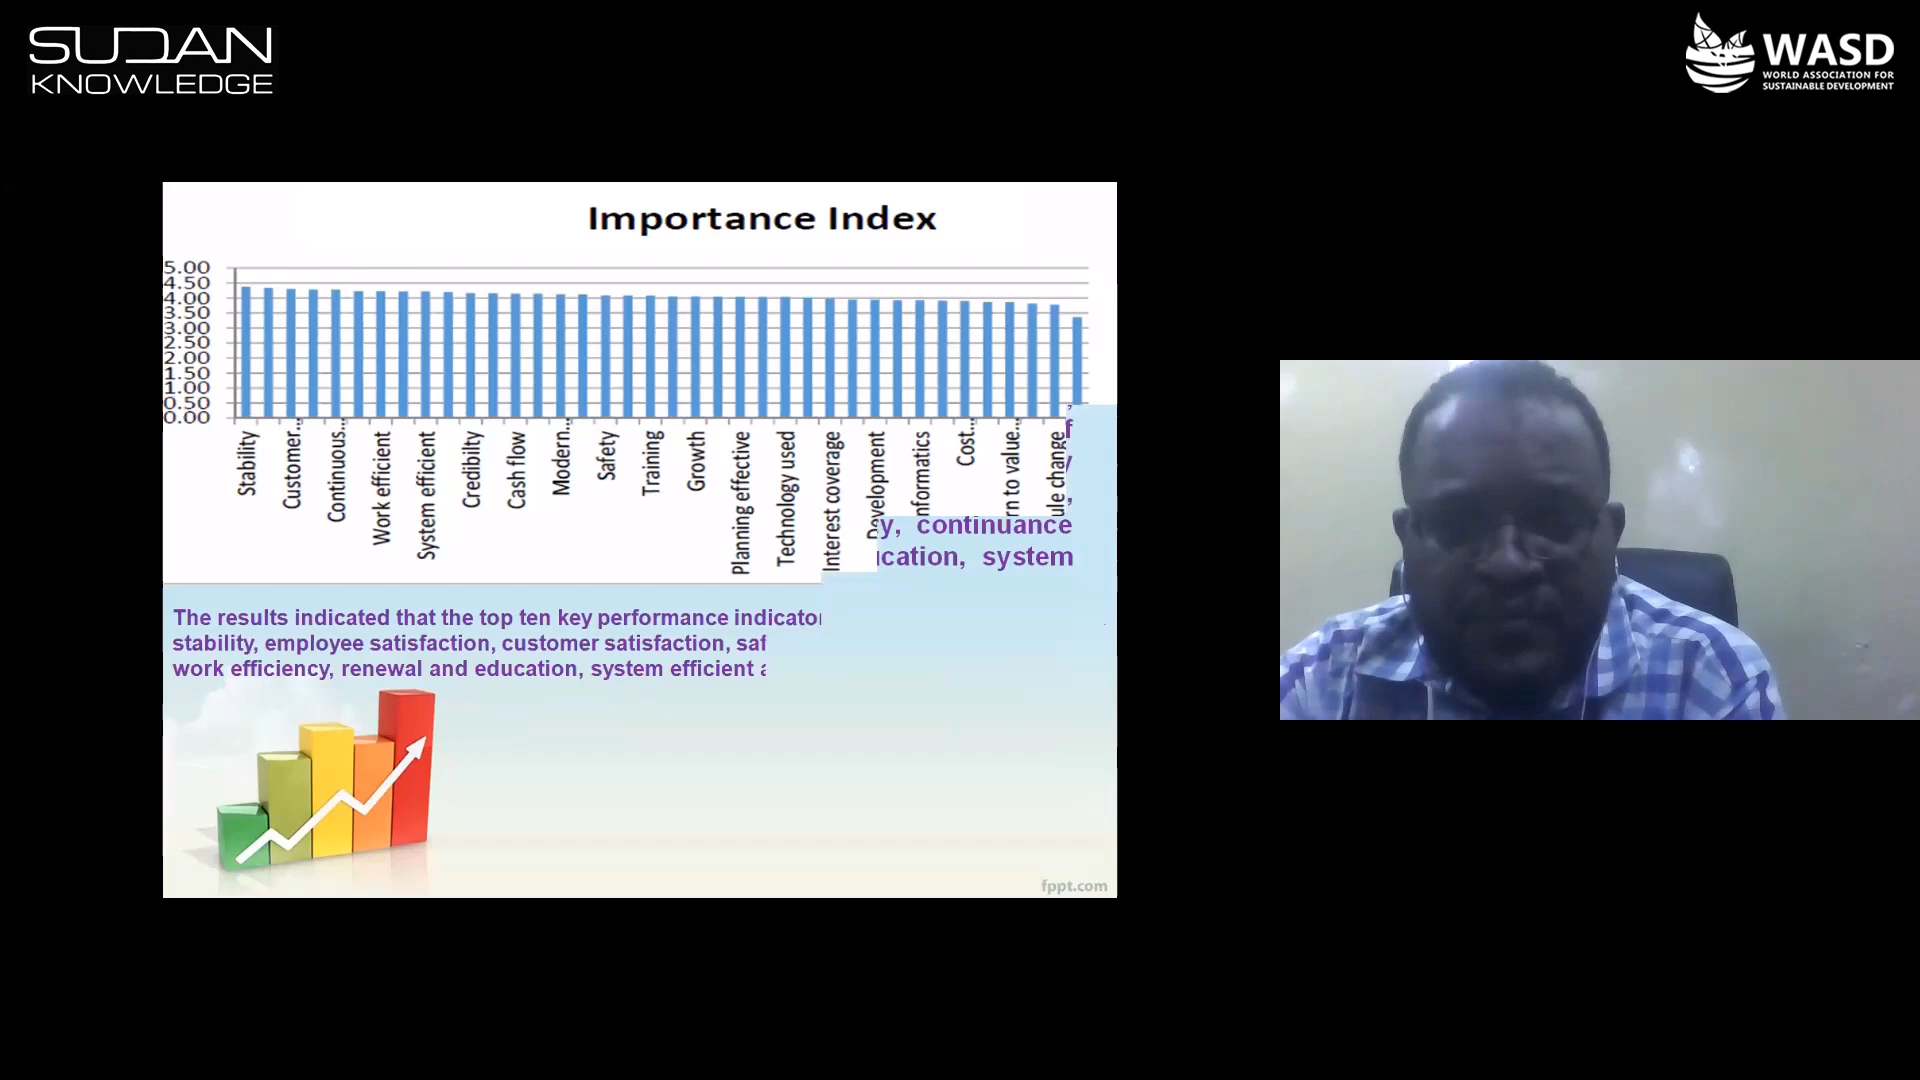 SUDAN
KNOWLEDGE
WASD
WORLD ASSOCIATION FOR
SUSTAINABLE DEVELOPMENT
Importance Index
5.00
4.50
4.00
3.50
3.00
2.50
2.00
1.50
1.00
0.50
0.00
Stability
Customer...
Continuous...
Work efficient
System efficient
Credibilty
Cash flow
Modern...
Safety
Training
Growth
Planning effective
Technology used
Interest coverage
Development
nformatics
Cost...
rn to value...
ule change
y, continuance
ication, system
The results indicated that the top ten key performance indicator
stability, employee satisfaction, customer satisfaction, saf
work efficiency, renewal and education, system efficient a
fppt.com